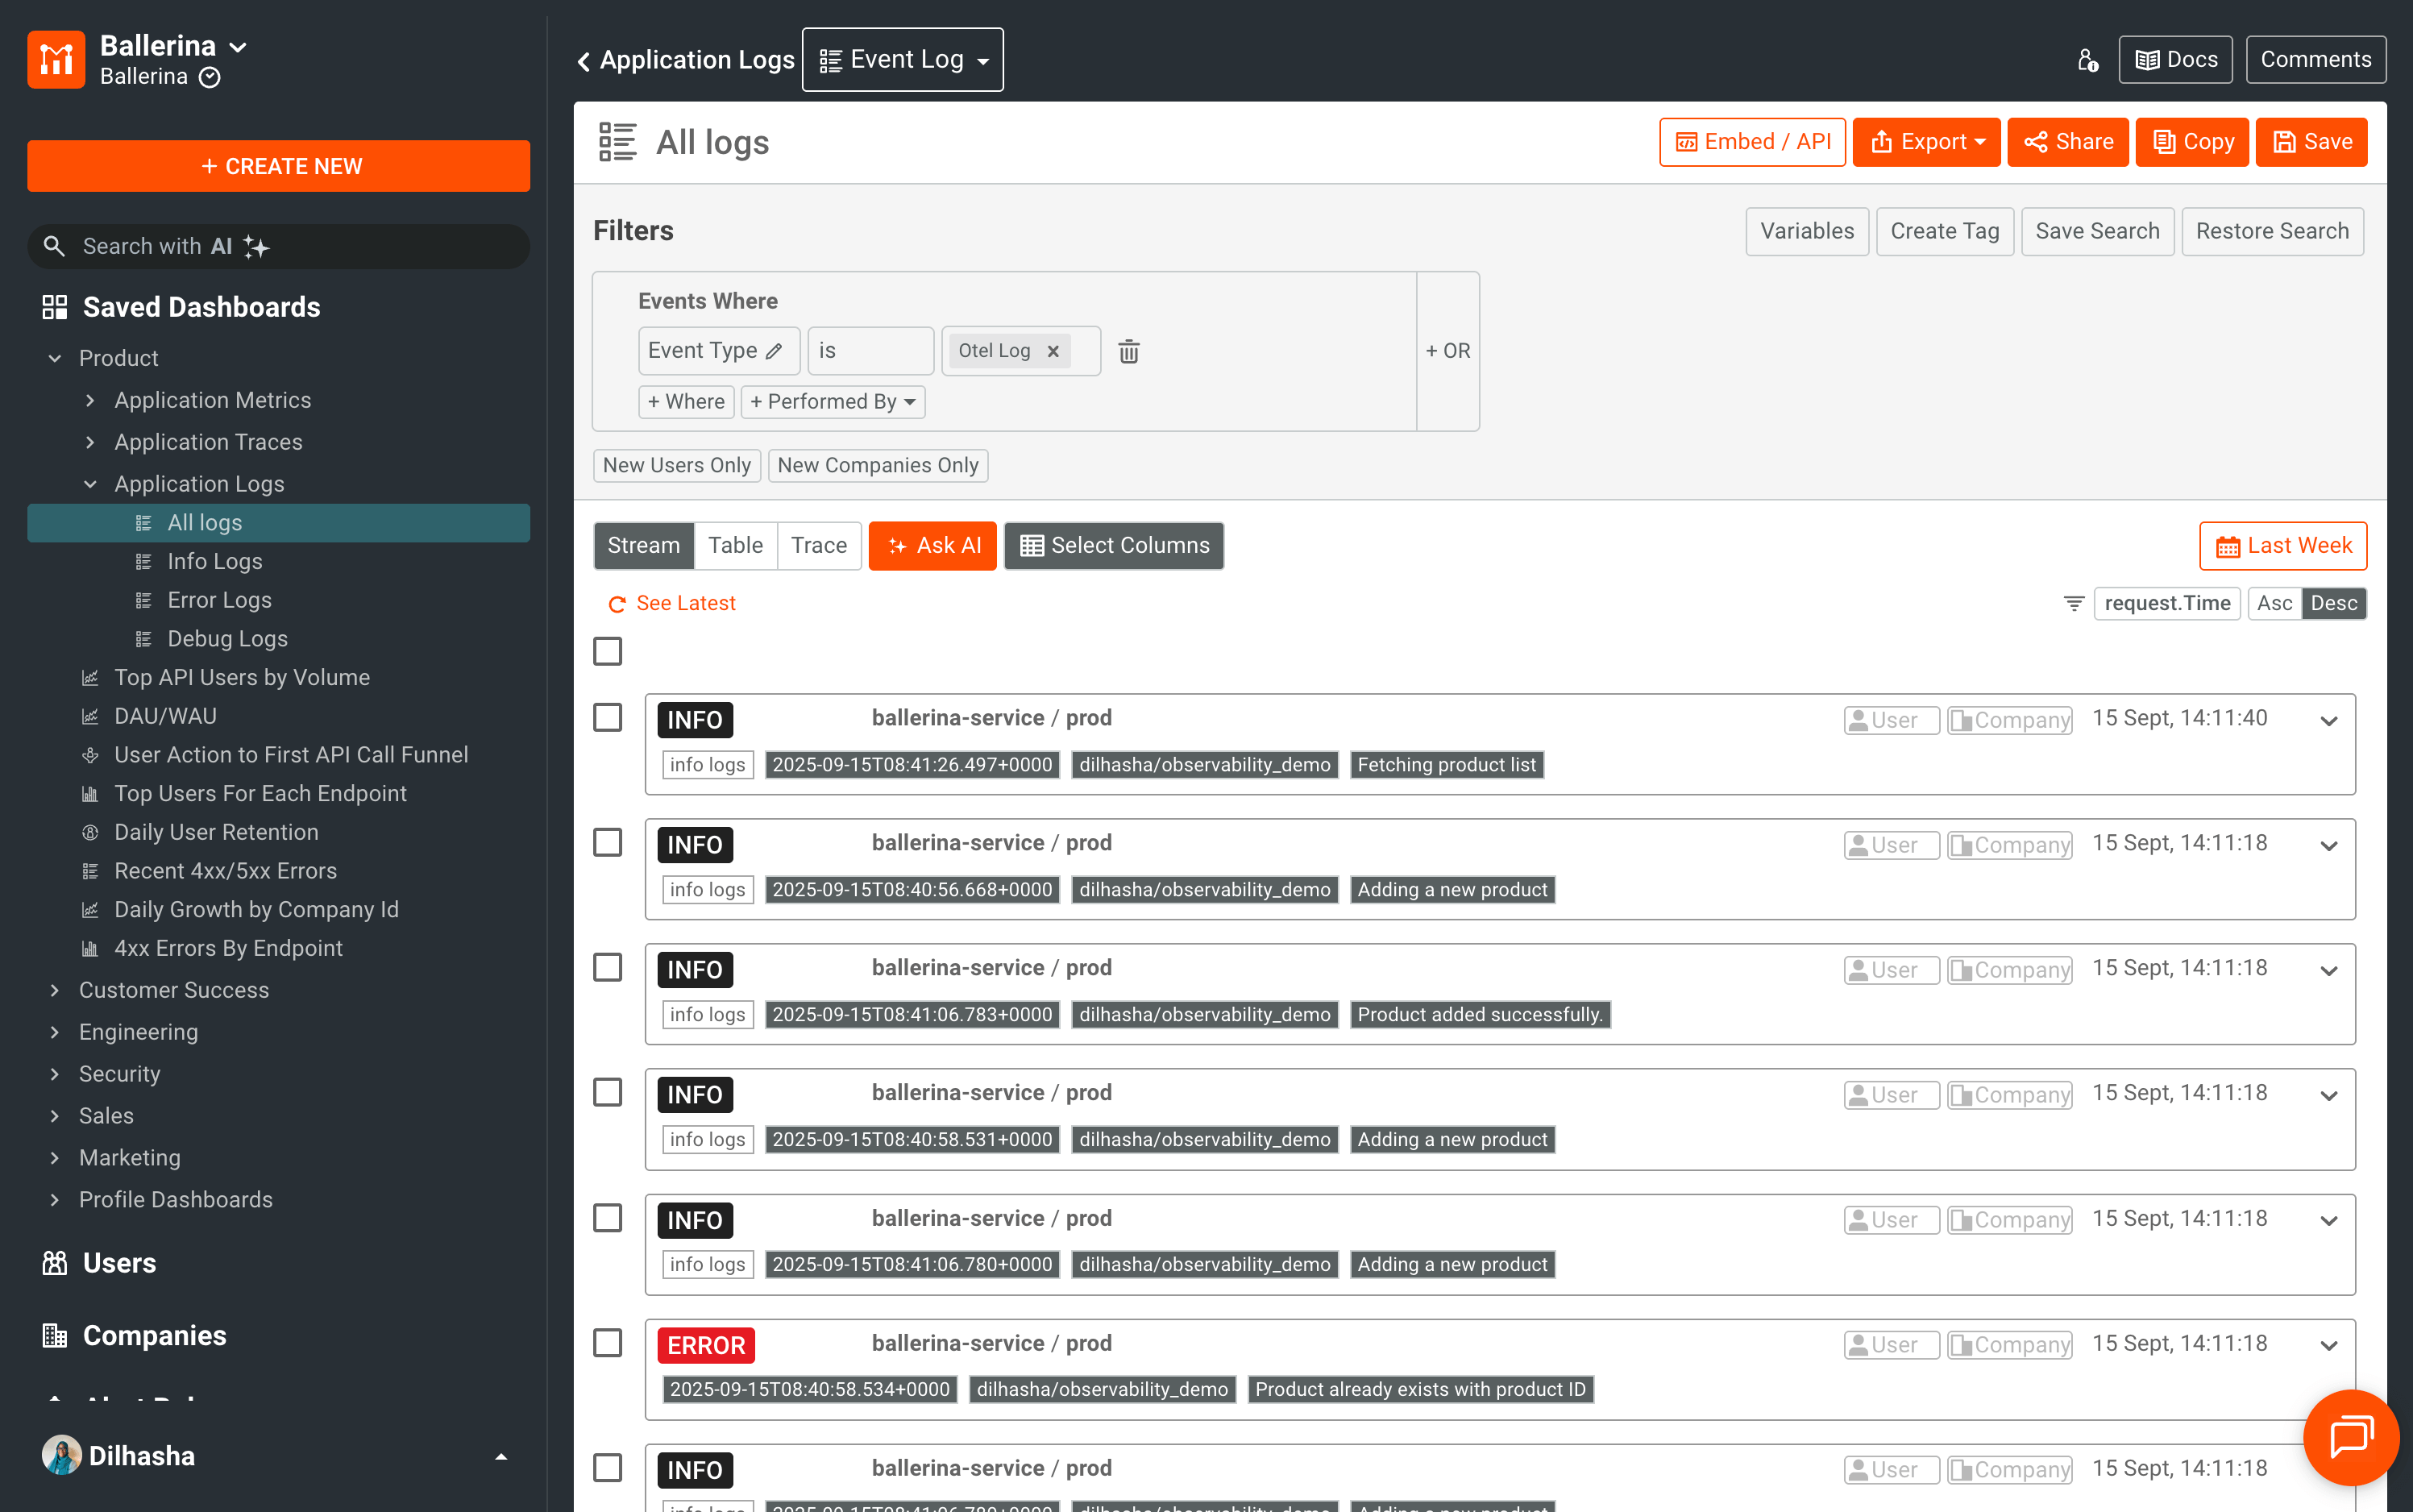 Ballerina
Ballerina
+ CREATE NEW
Search with AI
Saved Dashboards
Product
Application Metrics
Application Traces
Application Logs
All logs
Info Logs
Error Logs
Debug Logs
Top API Users by Volume
DAU/WAU
User Action to First API Call Funnel
Top Users For Each Endpoint
Daily User Retention
Recent 4xx/5xx Errors
Daily Growth by Company Id
4xx Errors By Endpoint
Customer Success
Engineering
Security
Sales
Marketing
Profile Dashboards
Users
Companies
Dilhasha
Application Logs Event Log
Docs Comments
All logs
Embed / API Export Share Copy Save
Filters
Variables Create Tag Save Search Restore Search
Events Where
Event Type is Otel Log
+ OR
+ Where + Performed By
New Users Only New Companies Only
Stream Table Trace Ask AI Select Columns Last Week
See Latest request.Time Asc Desc
INFO ballerina-service / prod User Company 15 Sept, 14:11:40
info logs 2025-09-15T08:41:26.497+0000 dilhasha/observability_demo Fetching product list
INFO ballerina-service / prod User Company 15 Sept, 14:11:18
info logs 2025-09-15T08:40:56.668+0000 dilhasha/observability_demo Adding a new product
INFO ballerina-service / prod User Company 15 Sept, 14:11:18
info logs 2025-09-15T08:41:06.783+0000 dilhasha/observability_demo Product added successfully.
INFO ballerina-service / prod User Company 15 Sept, 14:11:18
info logs 2025-09-15T08:40:58.531+0000 dilhasha/observability_demo Adding a new product
INFO ballerina-service / prod User Company 15 Sept, 14:11:18
info logs 2025-09-15T08:41:06.780+0000 dilhasha/observability_demo Adding a new product
ERROR ballerina-service / prod User Company 15 Sept, 14:11:18
2025-09-15T08:40:58.534+0000 dilhasha/observability_demo Product already exists with product ID
INFO ballerina-service / prod User Company 15 Sept, 14:11:18